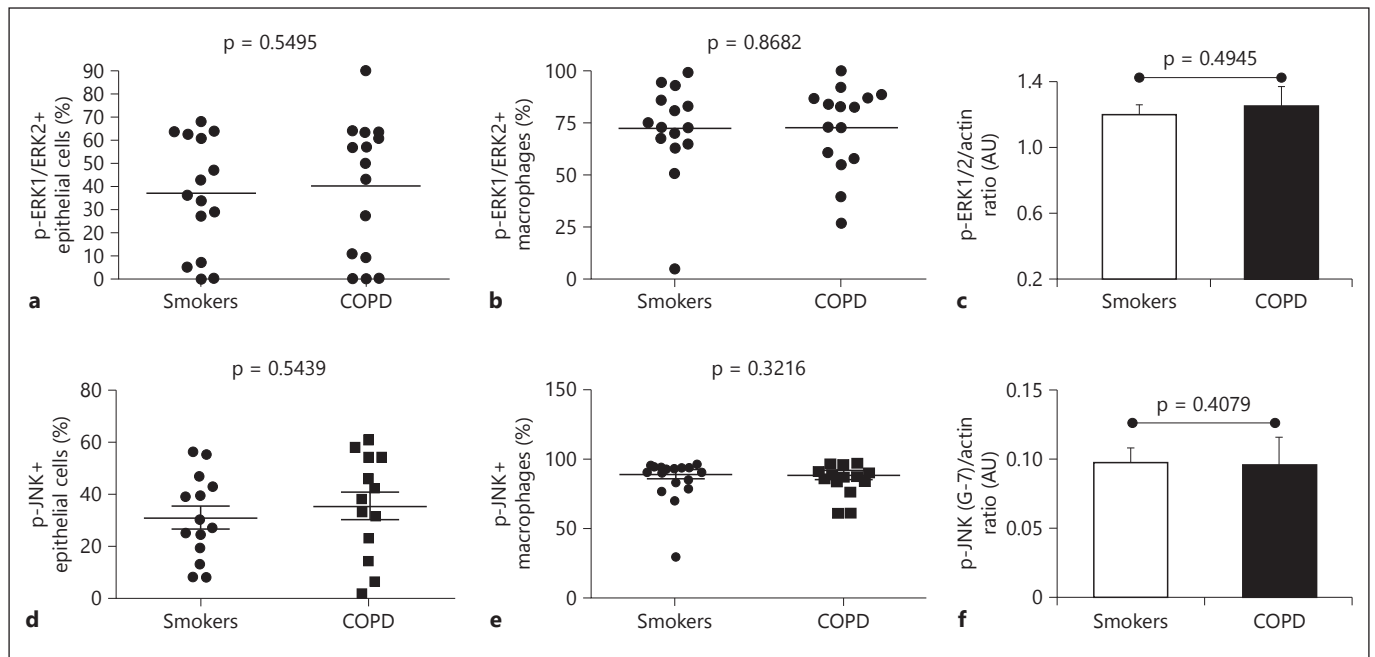 p = 0.5495
90
80
70
60
50
40
30
20
10
0
p-ERK1/ERK2+
epithelial cells (%)
Smokers
COPD
a
p = 0.8682
100
75
50
25
0
p-ERK1/ERK2+
macrophages (%)
Smokers
COPD
b
p = 0.4945
1.4
1.0
0.6
0.2
p-ERK1/2/actin
ratio (AU)
Smokers
COPD
c
p = 0.5439
80
60
40
20
0
p-JNK+
epithelial cells (%)
Smokers
COPD
d
p = 0.3216
150
100
50
0
p-JNK+
macrophages (%)
Smokers
COPD
e
p = 0.4079
0.15
0.10
0.05
0
p-JNK (G-7)/actin
ratio (AU)
Smokers
COPD
f